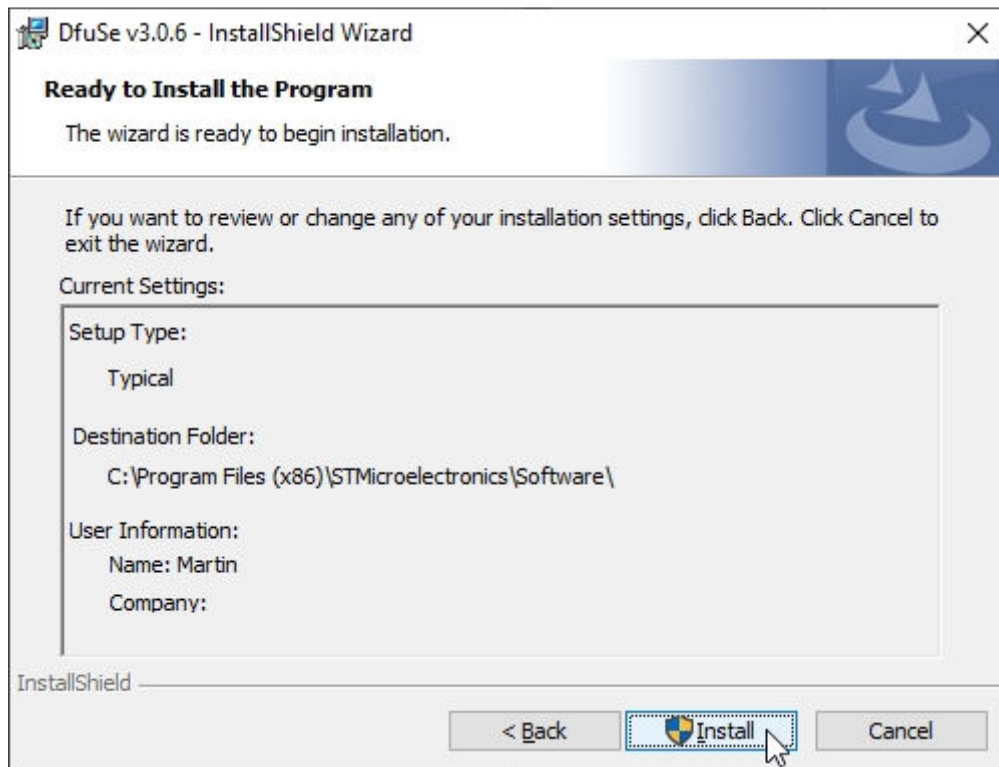 DfuSe v3.0.6 - InstallShield Wizard
Ready to Install the Program
The wizard is ready to begin installation.
If you want to review or change any of your installation settings, click Back. Click Cancel to
exit the wizard.
Current Settings:
Setup Type:
Typical
Destination Folder:
C:\Program Files (x86)\STMicroelectronics\Software\
User Information:
Name: Martin
Company:
InstallShield
< Back
Install
Cancel